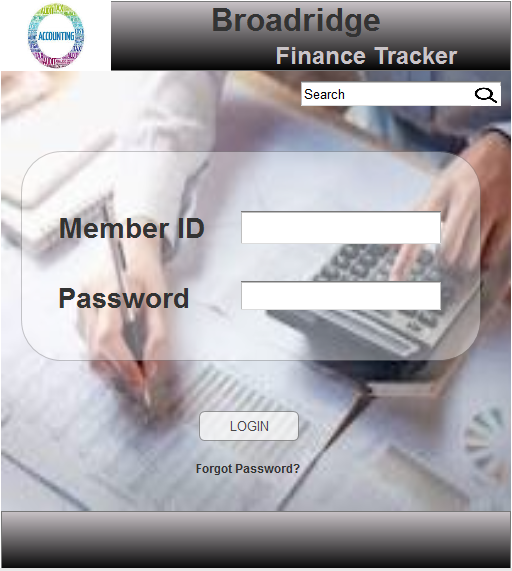 Broadridge
Finance Tracker
ACCOUNTING
Search
Member ID
Password
LOGIN
Forgot Password?